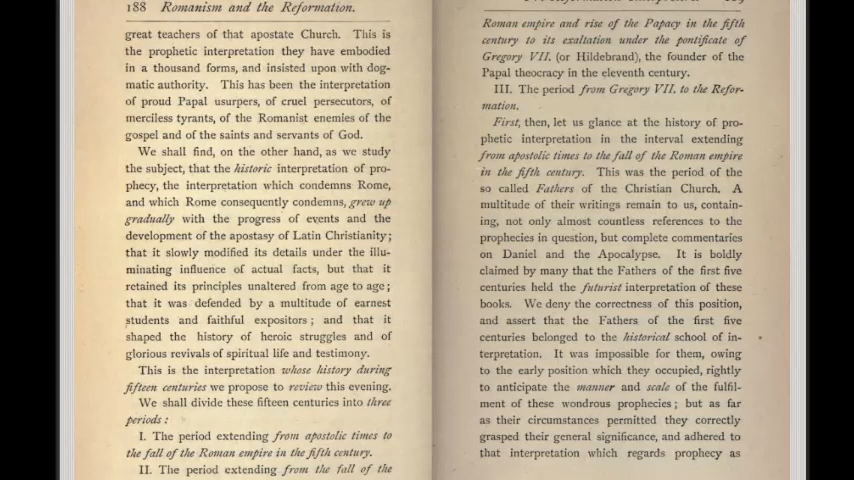 188 Romanism and the Reformation.
great teachers of that apostate Church. This is
the prophetic interpretation they have embodied
in a thousand forms, and insisted upon with dog-
matic authority. This has been the interpretation
of proud Papal usurpers, of cruel persecutors, of
merciless tyrants, of the Romanist enemies of the
gospel and of the saints and servants of God.
We shall find, on the other hand, as we study
the subject, that the historic interpretation of pro-
phecy, the interpretation which condemns Rome,
and which Rome consequently condemns, grew up
gradually with the progress of events and the
development of the apostasy of Latin Christianity;
that it slowly modified its details under the illu-
minating influence of actual facts, but that it
retained its principles unaltered from age to age;
that it was defended by a multitude of earnest
students and faithful expositors; and that it
shaped the history of heroic struggles and of
glorious revivals of spiritual life and testimony.
This is the interpretation whose history during
fifteen centuries we propose to review this evening.
We shall divide these fifteen centuries into three
periods:
I. The period extending from apostolic times to
the fall of the Roman empire in the fifth century.
II. The period extending from the fall of the
Roman empire and rise of the Papacy in the fifth
century to its exaltation under the pontificate of
Gregory VII. (or Hildebrand), the founder of the
Papal theocracy in the eleventh century.
III. The period from Gregory VII. to the Refor-
mation.
First, then, let us glance at the history of pro-
phetic interpretation in the interval extending
from apostolic times to the fall of the Roman empire
in the fifth century. This was the period of the
so called Fathers of the Christian Church. A
multitude of their writings remain to us, contain-
ing, not only almost countless references to the
prophecies in question, but complete commentaries
on Daniel and the Apocalypse. It is boldly
claimed by many that the Fathers of the first five
centuries held the futurist interpretation of these
books. We deny the correctness of this position,
and assert that the Fathers of the first five
centuries belonged to the historical school of in-
terpretation. It was impossible for them, owing
to the early position which they occupied, rightly
to anticipate the manner and scale of the fulfil-
ment of these wondrous prophecies; but as far
as their circumstances permitted they correctly
grasped their general significance, and adhered to
that interpretation which regards prophecy as